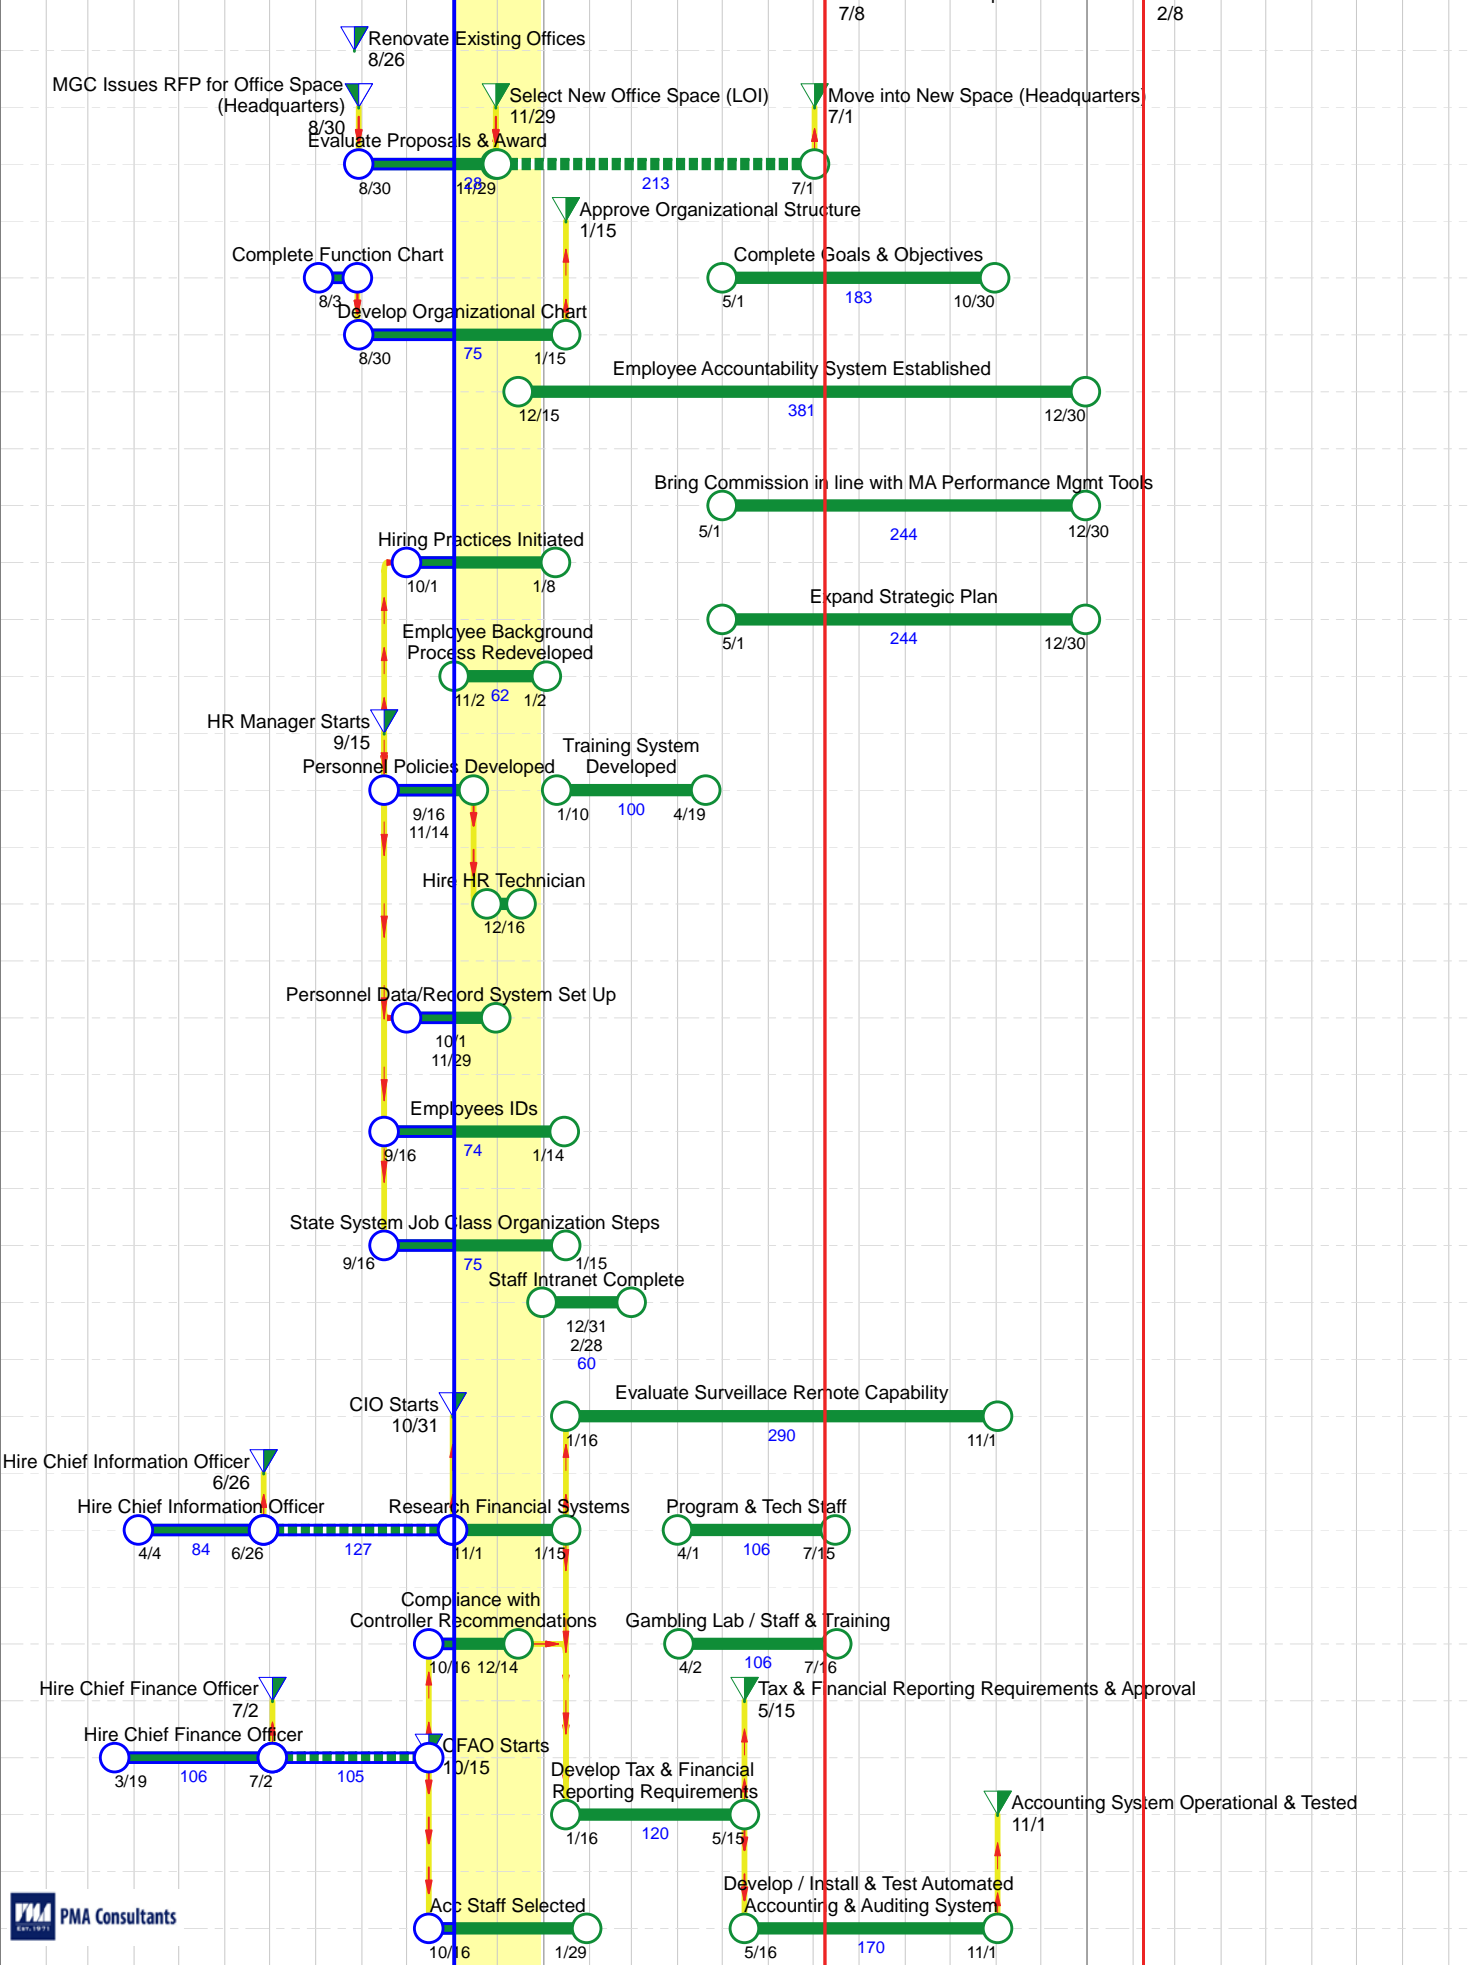 7/8
2/8
Renovate Existing Offices
8/26
MGC Issues RFP for Office Space
(Headquarters)
8/30
Select New Office Space (LOI)
11/29
Move into New Space (Headquarters)
7/1
Evaluate Proposals & Award
8/30
28
11/29
213
7/1
Approve Organizational Structure
1/15
Complete Function Chart
8/3
Complete Goals & Objectives
5/1
183
10/30
Develop Organizational Chart
8/30
75
1/15
Employee Accountability System Established
12/15
381
12/30
Bring Commission in line with MA Performance Mgmt Tools
5/1
244
12/30
Hiring Practices Initiated
10/1
1/8
Expand Strategic Plan
5/1
244
12/30
Employee Background
Process Redeveloped
11/2
62
1/2
HR Manager Starts
9/15
Personnel Policies Developed
9/16
11/14
Training System
Developed
1/10
100
4/19
Hire HR Technician
12/16
Personnel Data/Record System Set Up
10/1
11/29
Employees IDs
9/16
74
1/14
State System Job Class Organization Steps
9/16
75
1/15
Staff Intranet Complete
12/31
2/28
60
CIO Starts
10/31
Evaluate Surveillace Remote Capability
1/16
290
11/1
Hire Chief Information Officer
6/26
Hire Chief Information Officer
4/4
84
6/26
127
Research Financial Systems
11/1
1/15
Program & Tech Staff
4/1
106
7/15
Compliance with
Controller Recommendations
10/16
12/14
Gambling Lab / Staff & Training
4/2
106
7/16
Hire Chief Finance Officer
7/2
Tax & Financial Reporting Requirements & Approval
5/15
Hire Chief Finance Officer
3/19
106
7/2
105
CFAO Starts
10/15
Develop Tax & Financial
Reporting Requirements
1/16
120
5/15
Accounting System Operational & Tested
11/1
Develop / Install & Test Automated
Accounting & Auditing System
5/16
170
11/1
Acc Staff Selected
10/16
1/29
PMA
EST. 1971
PMA Consultants